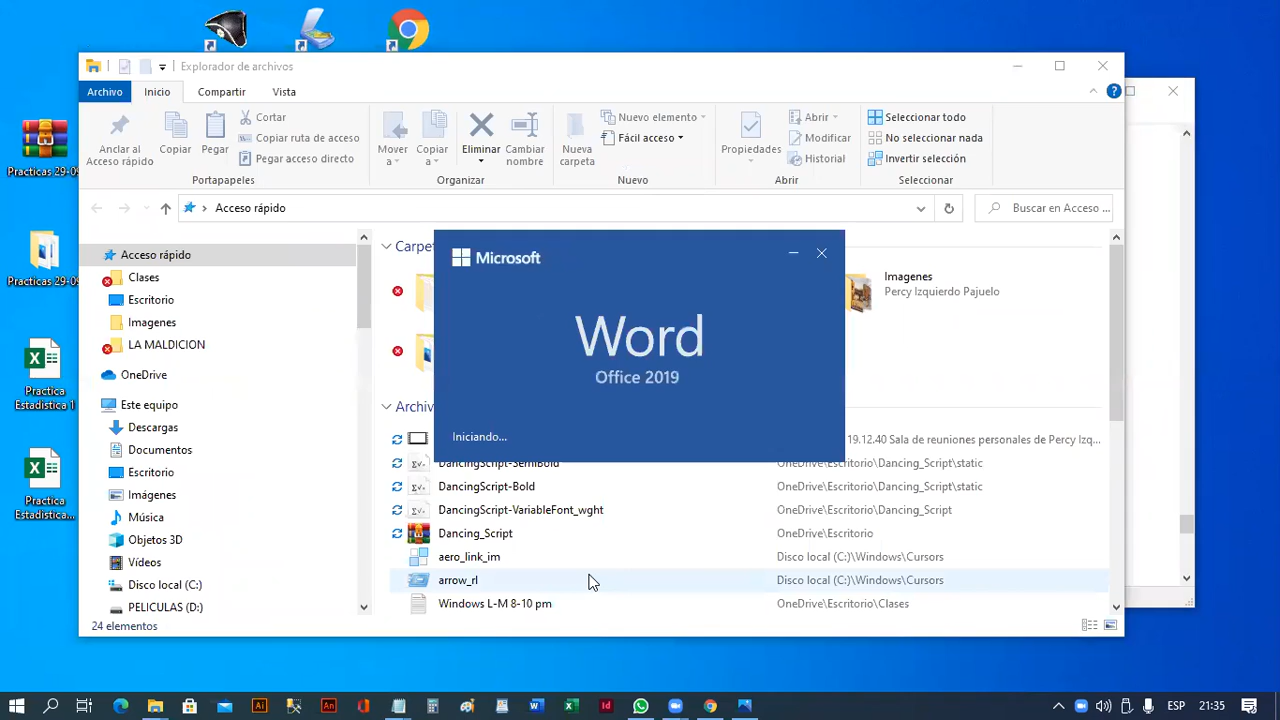 Explorador de archivos
Archivo Inicio Compartir Vista
Anclar al Acceso rápido
Copiar
Pegar
Cortar
Copiar ruta de acceso
Pegar acceso directo
Portapapeles
Mover a
Copiar a
Eliminar
Cambiar nombre
Organizar
Nueva carpeta
Nuevo elemento
Fácil acceso
Nuevo
Propiedades
Abrir
Modificar
Historial
Abrir
Seleccionar todo
No seleccionar nada
Invertir selección
Seleccionar
Acceso rápido
Buscar en Acceso ...
Practicas 29-09
Practicas 29-09
Practica Estadistica 1
Practica Estadistica...
Acceso rápido
Clases
Escritorio
Imagenes
LA MALDICION
OneDrive
Este equipo
Descargas
Documentos
Escritorio
Imágenes
Música
Objetos 3D
Vídeos
Disco local (C:)
PELICULAS (D:)
Carpet
Imagenes
Percy Izquierdo Pajuelo
Microsoft
Word
Office 2019
Iniciando...
Archiv
19.12.40 Sala de reuniones personales de Percy Izq...
DancingScript-SemiBold OneDrive\Escritorio\Dancing_Script\static
DancingScript-Bold OneDrive\Escritorio\Dancing_Script\static
DancingScript-VariableFont_wght OneDrive\Escritorio\Dancing_Script
Dancing_Script OneDrive\Escritorio
aero_link_im Disco local (C:)\Windows\Cursors
arrow_rl Disco local (C:)\Windows\Cursors
Windows L-M 8-10 pm OneDrive\Escritorio\Clases
24 elementos
ESP 21:35